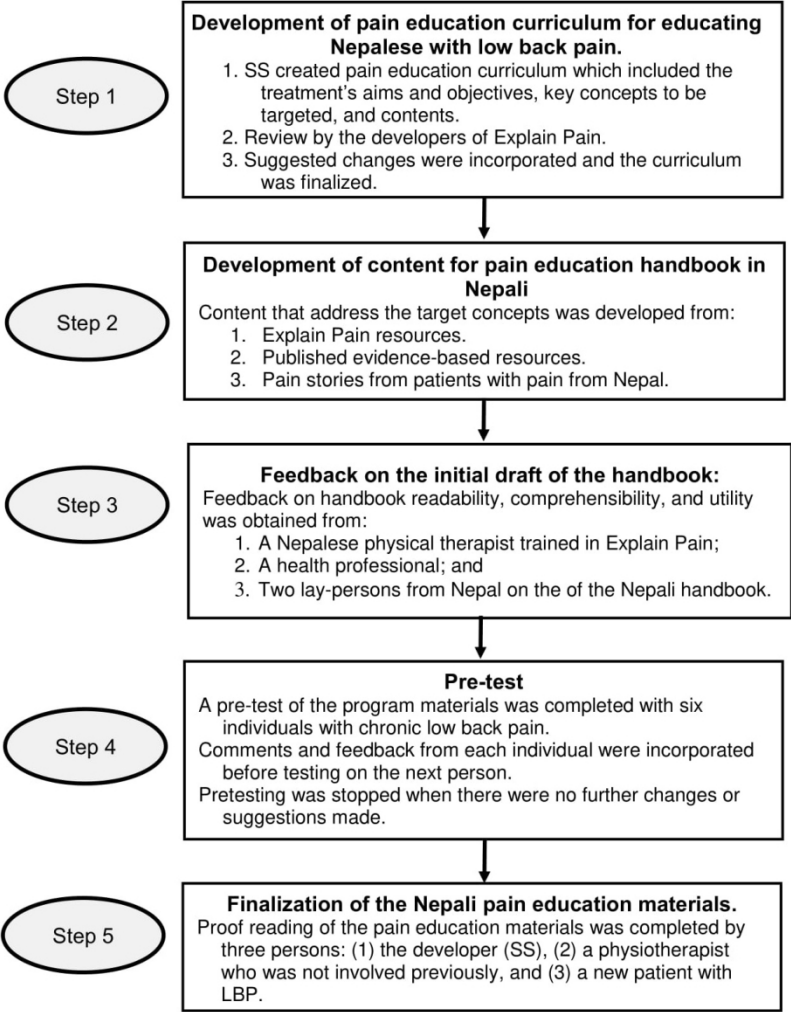 Step 1
Development of pain education curriculum for educating
Nepalese with low back pain.
1. SS created pain education curriculum which included the
treatment's aims and objectives, key concepts to be
targeted, and contents.
2. Review by the developers of Explain Pain.
3. Suggested changes were incorporated and the curriculum
was finalized.
Step 2
Development of content for pain education handbook in
Nepali
Content that address the target concepts was developed from:
1. Explain Pain resources.
2. Published evidence-based resources.
3. Pain stories from patients with pain from Nepal.
Step 3
Feedback on the initial draft of the handbook:
Feedback on handbook readability, comprehensibility, and utility
was obtained from:
1. A Nepalese physical therapist trained in Explain Pain;
2. A health professional; and
3. Two lay-persons from Nepal on the of the Nepali handbook.
Step 4
Pre-test
A pre-test of the program materials was completed with six
individuals with chronic low back pain.
Comments and feedback from each individual were incorporated
before testing on the next person.
Pretesting was stopped when there were no further changes or
suggestions made.
Step 5
Finalization of the Nepali pain education materials.
Proof reading of the pain education materials was completed by
three persons: (1) the developer (SS), (2) a physiotherapist
who was not involved previously, and (3) a new patient with
LBP.